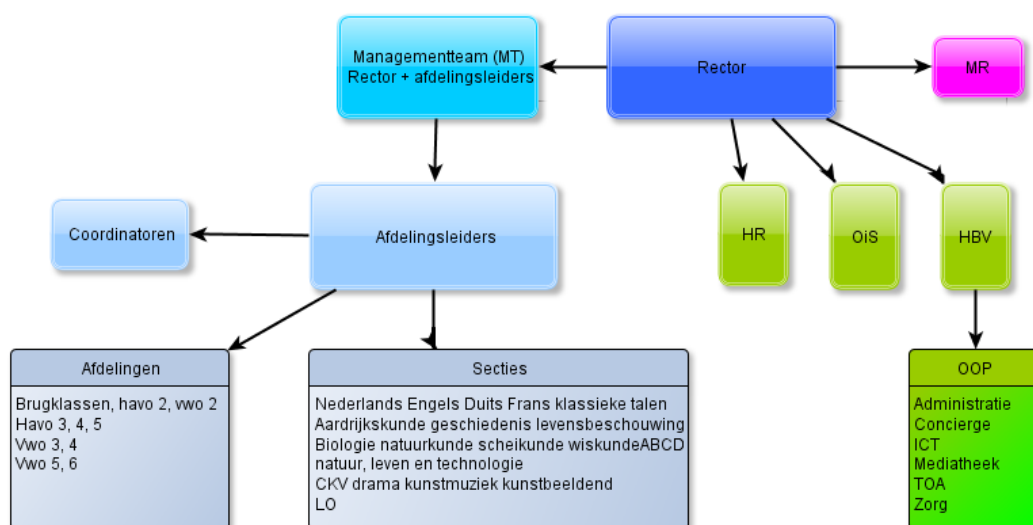 Managementteam (MT)
Rector + afdelingsleiders
Rector
MR
Coordinatoren
Afdelingsleiders
HR
OiS
HBV
Afdelingen
Brugklassen, havo 2, vwo 2
Havo 3, 4, 5
Vwo 3, 4
Vwo 5, 6
Secties
Nederlands Engels Duits Frans klassieke talen
Aardrijkskunde geschiedenis levensbeschouwing
Biologie natuurkunde scheikunde wiskundeABCD
natuur, leven en technologie
CKV drama kunstmuziek kunstbeeldend
LO
OOP
Administratie
Concierge
ICT
Mediatheek
TOA
Zorg